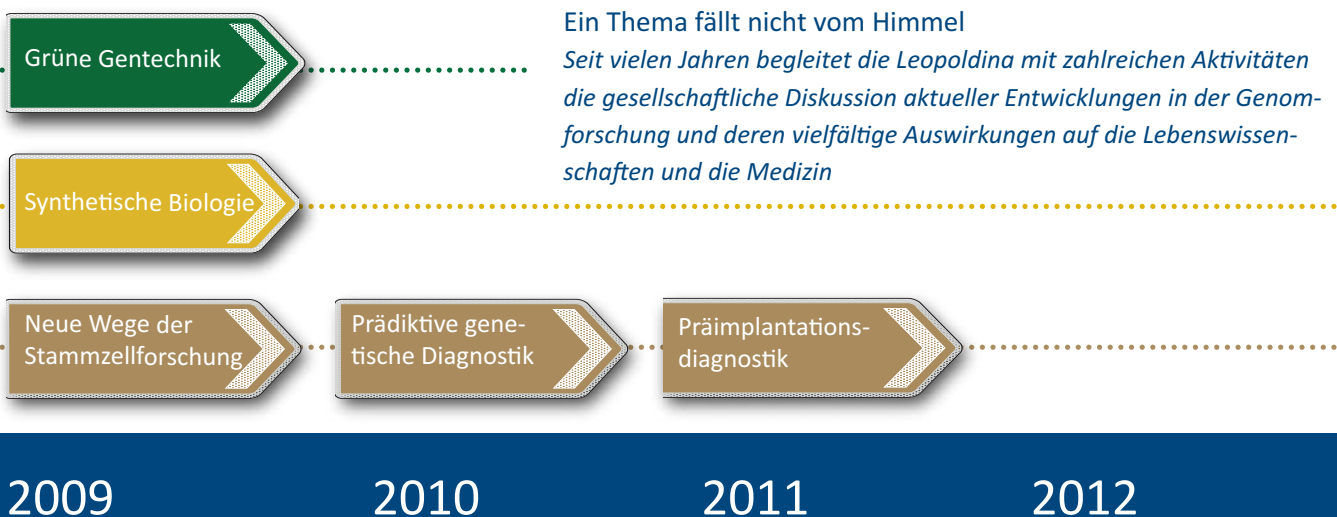 Ein Thema fällt nicht vom Himmel
Seit vielen Jahren begleitet die Leopoldina mit zahlreichen Aktivitäten
die gesellschaftliche Diskussion aktueller Entwicklungen in der Genom-
forschung und deren vielfältige Auswirkungen auf die Lebenswissen-
schaften und die Medizin
Grüne Gentechnik
Synthetische Biologie
Neue Wege der
Stammzellforschung
Prädiktive gene-
tische Diagnostik
Präimplantations-
diagnostik
2009
2010
2011
2012